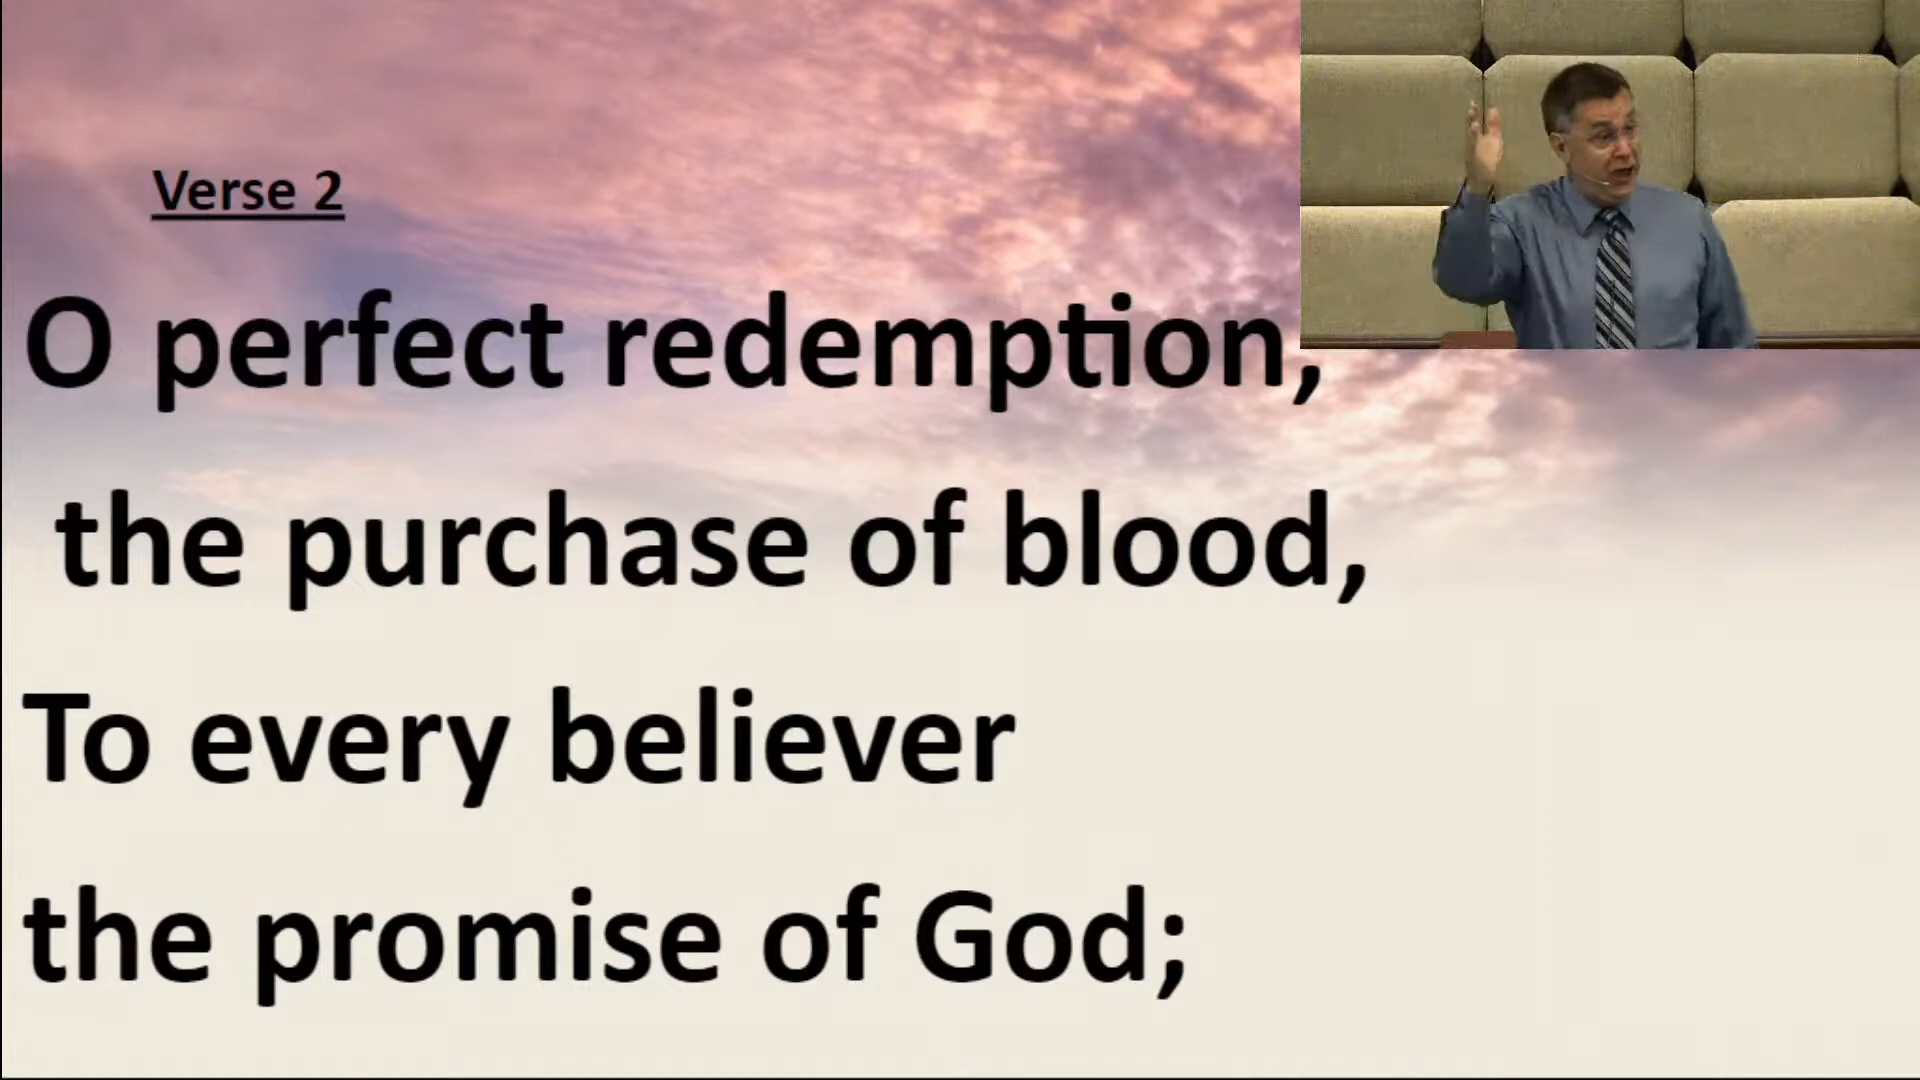 Verse 2
O perfect redemption,
the purchase of blood,
To every believer
the promise of God;